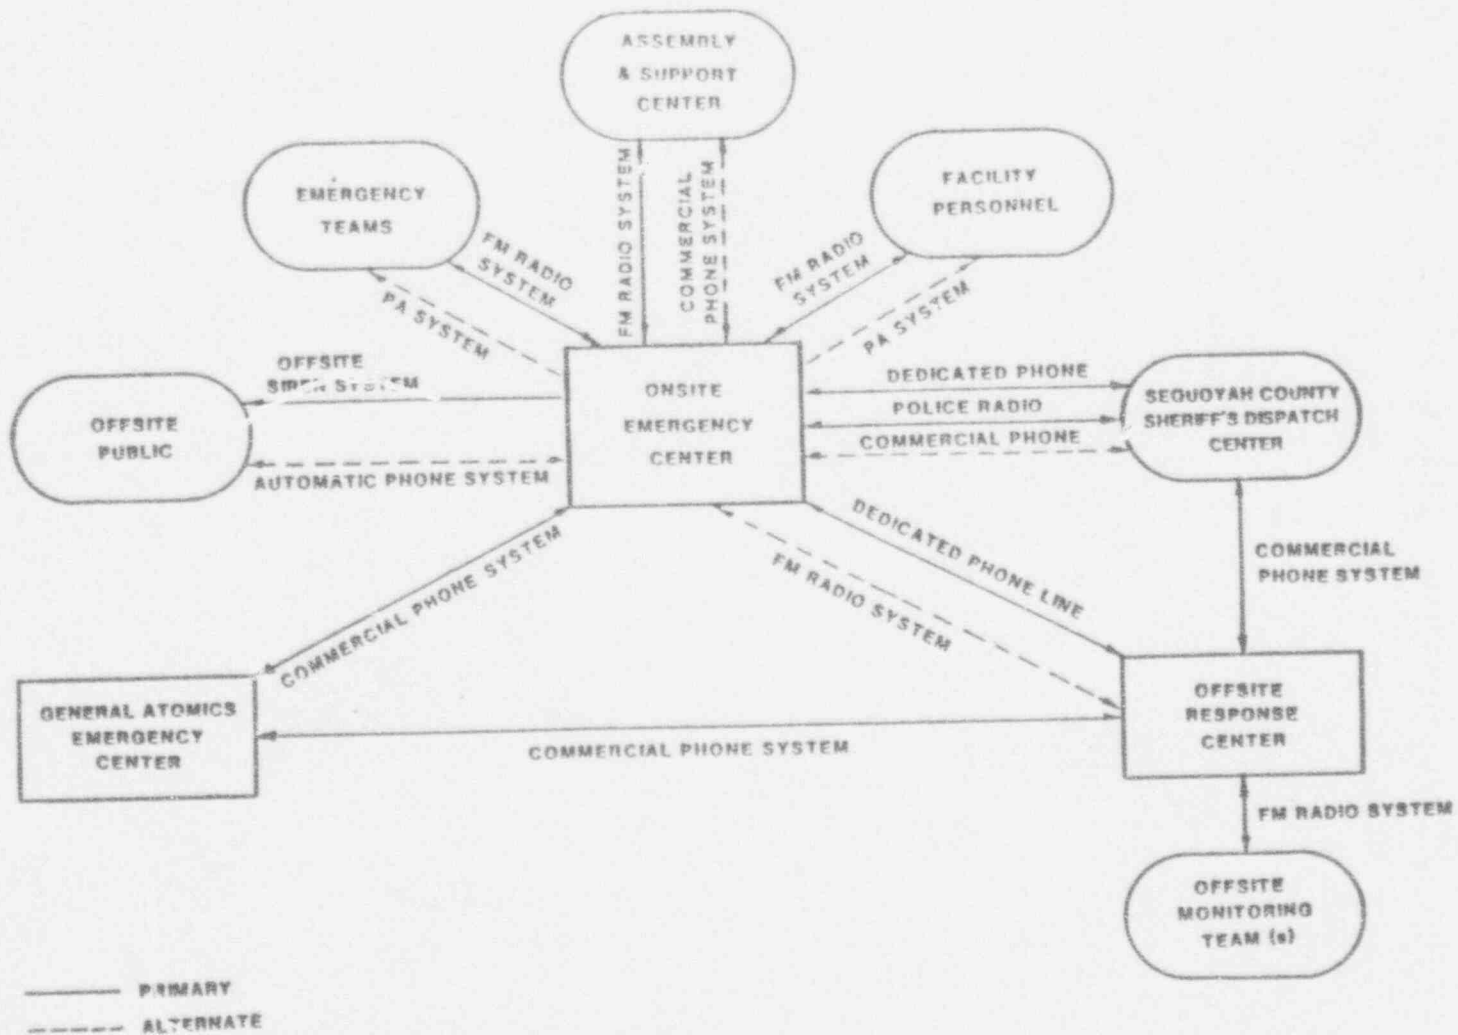 ASSEMBLY
& SUPPORT
CENTER
EMERGENCY
TEAMS
FACILITY
PERSONNEL
FM RADIO
SYSTEM
PA SYSTEM
FM RADIO SYSTEM
COMMERCIAL
PHONE SYSTEM
FM RADIO
SYSTEM
PA SYSTEM
OFFSITE
SIREN SYSTEM
OFFSITE
PUBLIC
AUTOMATIC PHONE SYSTEM
ONSITE
EMERGENCY
CENTER
DEDICATED PHONE
POLICE RADIO
COMMERCIAL PHONE
SEQUOYAH COUNTY
SHERIFF'S DISPATCH
CENTER
COMMERCIAL PHONE SYSTEM
DEDICATED PHONE LINE
FM RADIO SYSTEM
COMMERCIAL
PHONE SYSTEM
GENERAL ATOMICS
EMERGENCY
CENTER
COMMERCIAL PHONE SYSTEM
OFFSITE
RESPONSE
CENTER
FM RADIO SYSTEM
OFFSITE
MONITORING
TEAM (s)
PRIMARY
ALTERNATE